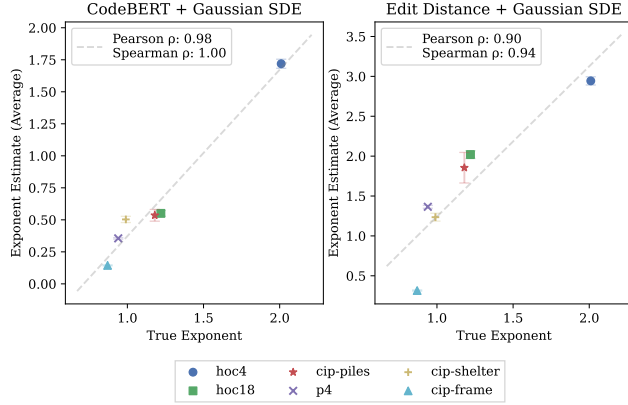 CodeBERT + Gaussian SDE
Pearson ρ: 0.98
Spearman ρ: 1.00
Exponent Estimate (Average)
2.00
1.75
1.50
1.25
1.00
0.75
0.50
0.25
0.00
1.0
1.5
2.0
True Exponent
Edit Distance + Gaussian SDE
Pearson ρ: 0.90
Spearman ρ: 0.94
Exponent Estimate (Average)
3.5
3.0
2.5
2.0
1.5
1.0
0.5
1.0
1.5
2.0
True Exponent
hoc4
hoc18
cip-piles
p4
cip-shelter
cip-frame